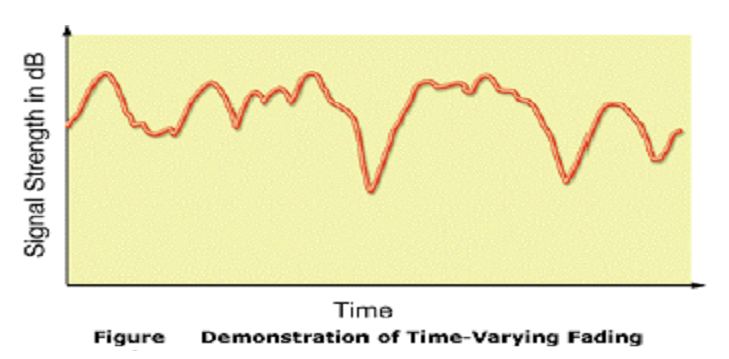 Signal Strength in dB
Time
Figure Demonstration of Time-Varying Fading